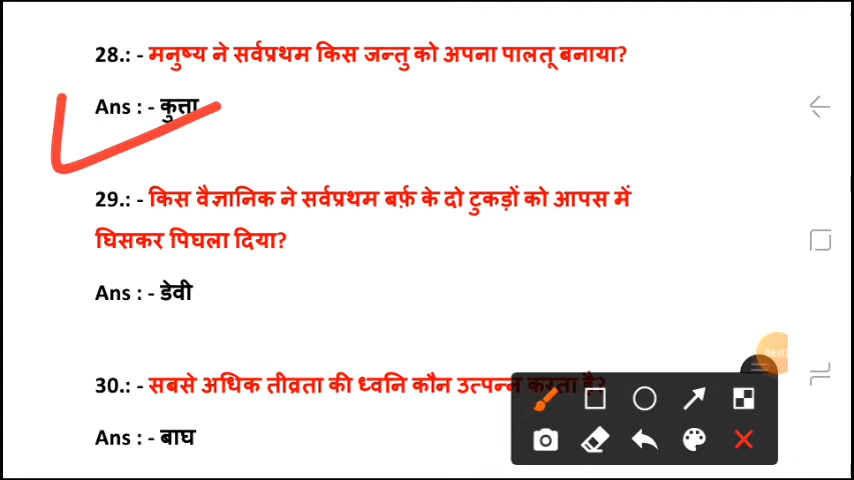 28.: - मनुष्य ने सर्वप्रथम किस जन्तु को अपना पालतू बनाया?
Ans : - कुत्ता
29.: - किस वैज्ञानिक ने सर्वप्रथम बर्फ़ के दो टुकड़ों को आपस में
घिसकर पिघला दिया?
Ans : - डेवी
30.: - सबसे अधिक तीव्रता की ध्वनि कौन उत्पन्न करता है?
Ans : - बाघ